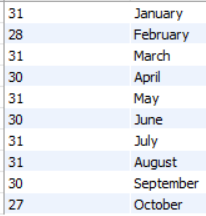 31 January
28 February
31 March
30 April
31 May
30 June
31 July
31 August
30 September
27 October